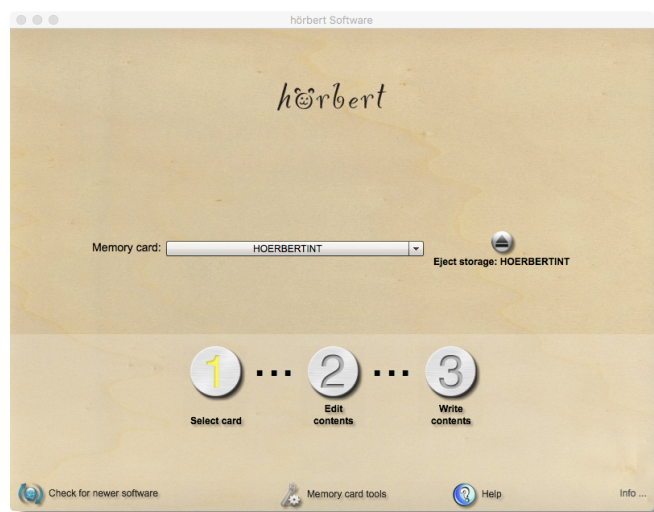 hörbert Software
hörbert
Memory card:
HOERBERTINT
Eject storage: HOERBERTINT
1 ... 2 ... 3
Select card
Edit
contents
Write
contents
Check for newer software
Memory card tools
? Help
Info ...